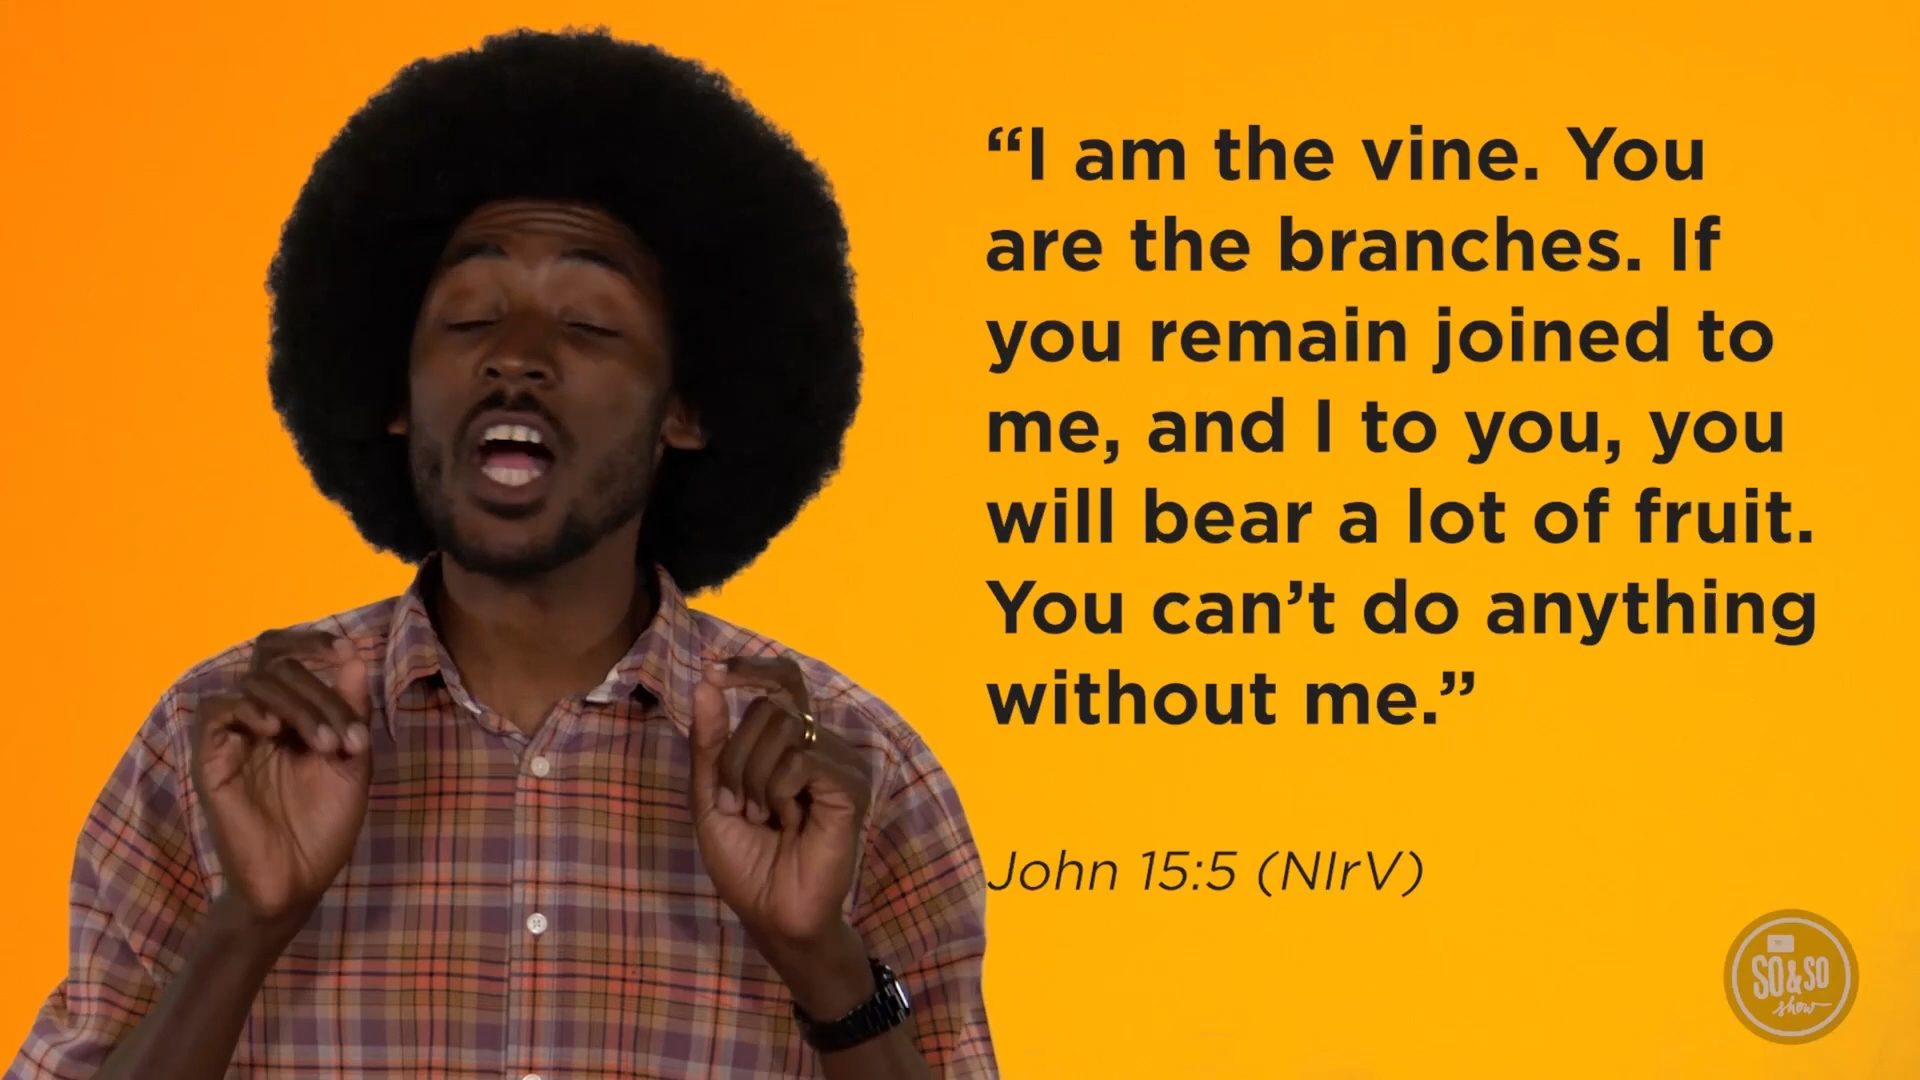 “I am the vine. You
are the branches. If
you remain joined to
me, and I to you, you
will bear a lot of fruit.
You can’t do anything
without me.”
John 15:5 (NIrV)
SO & SO
show